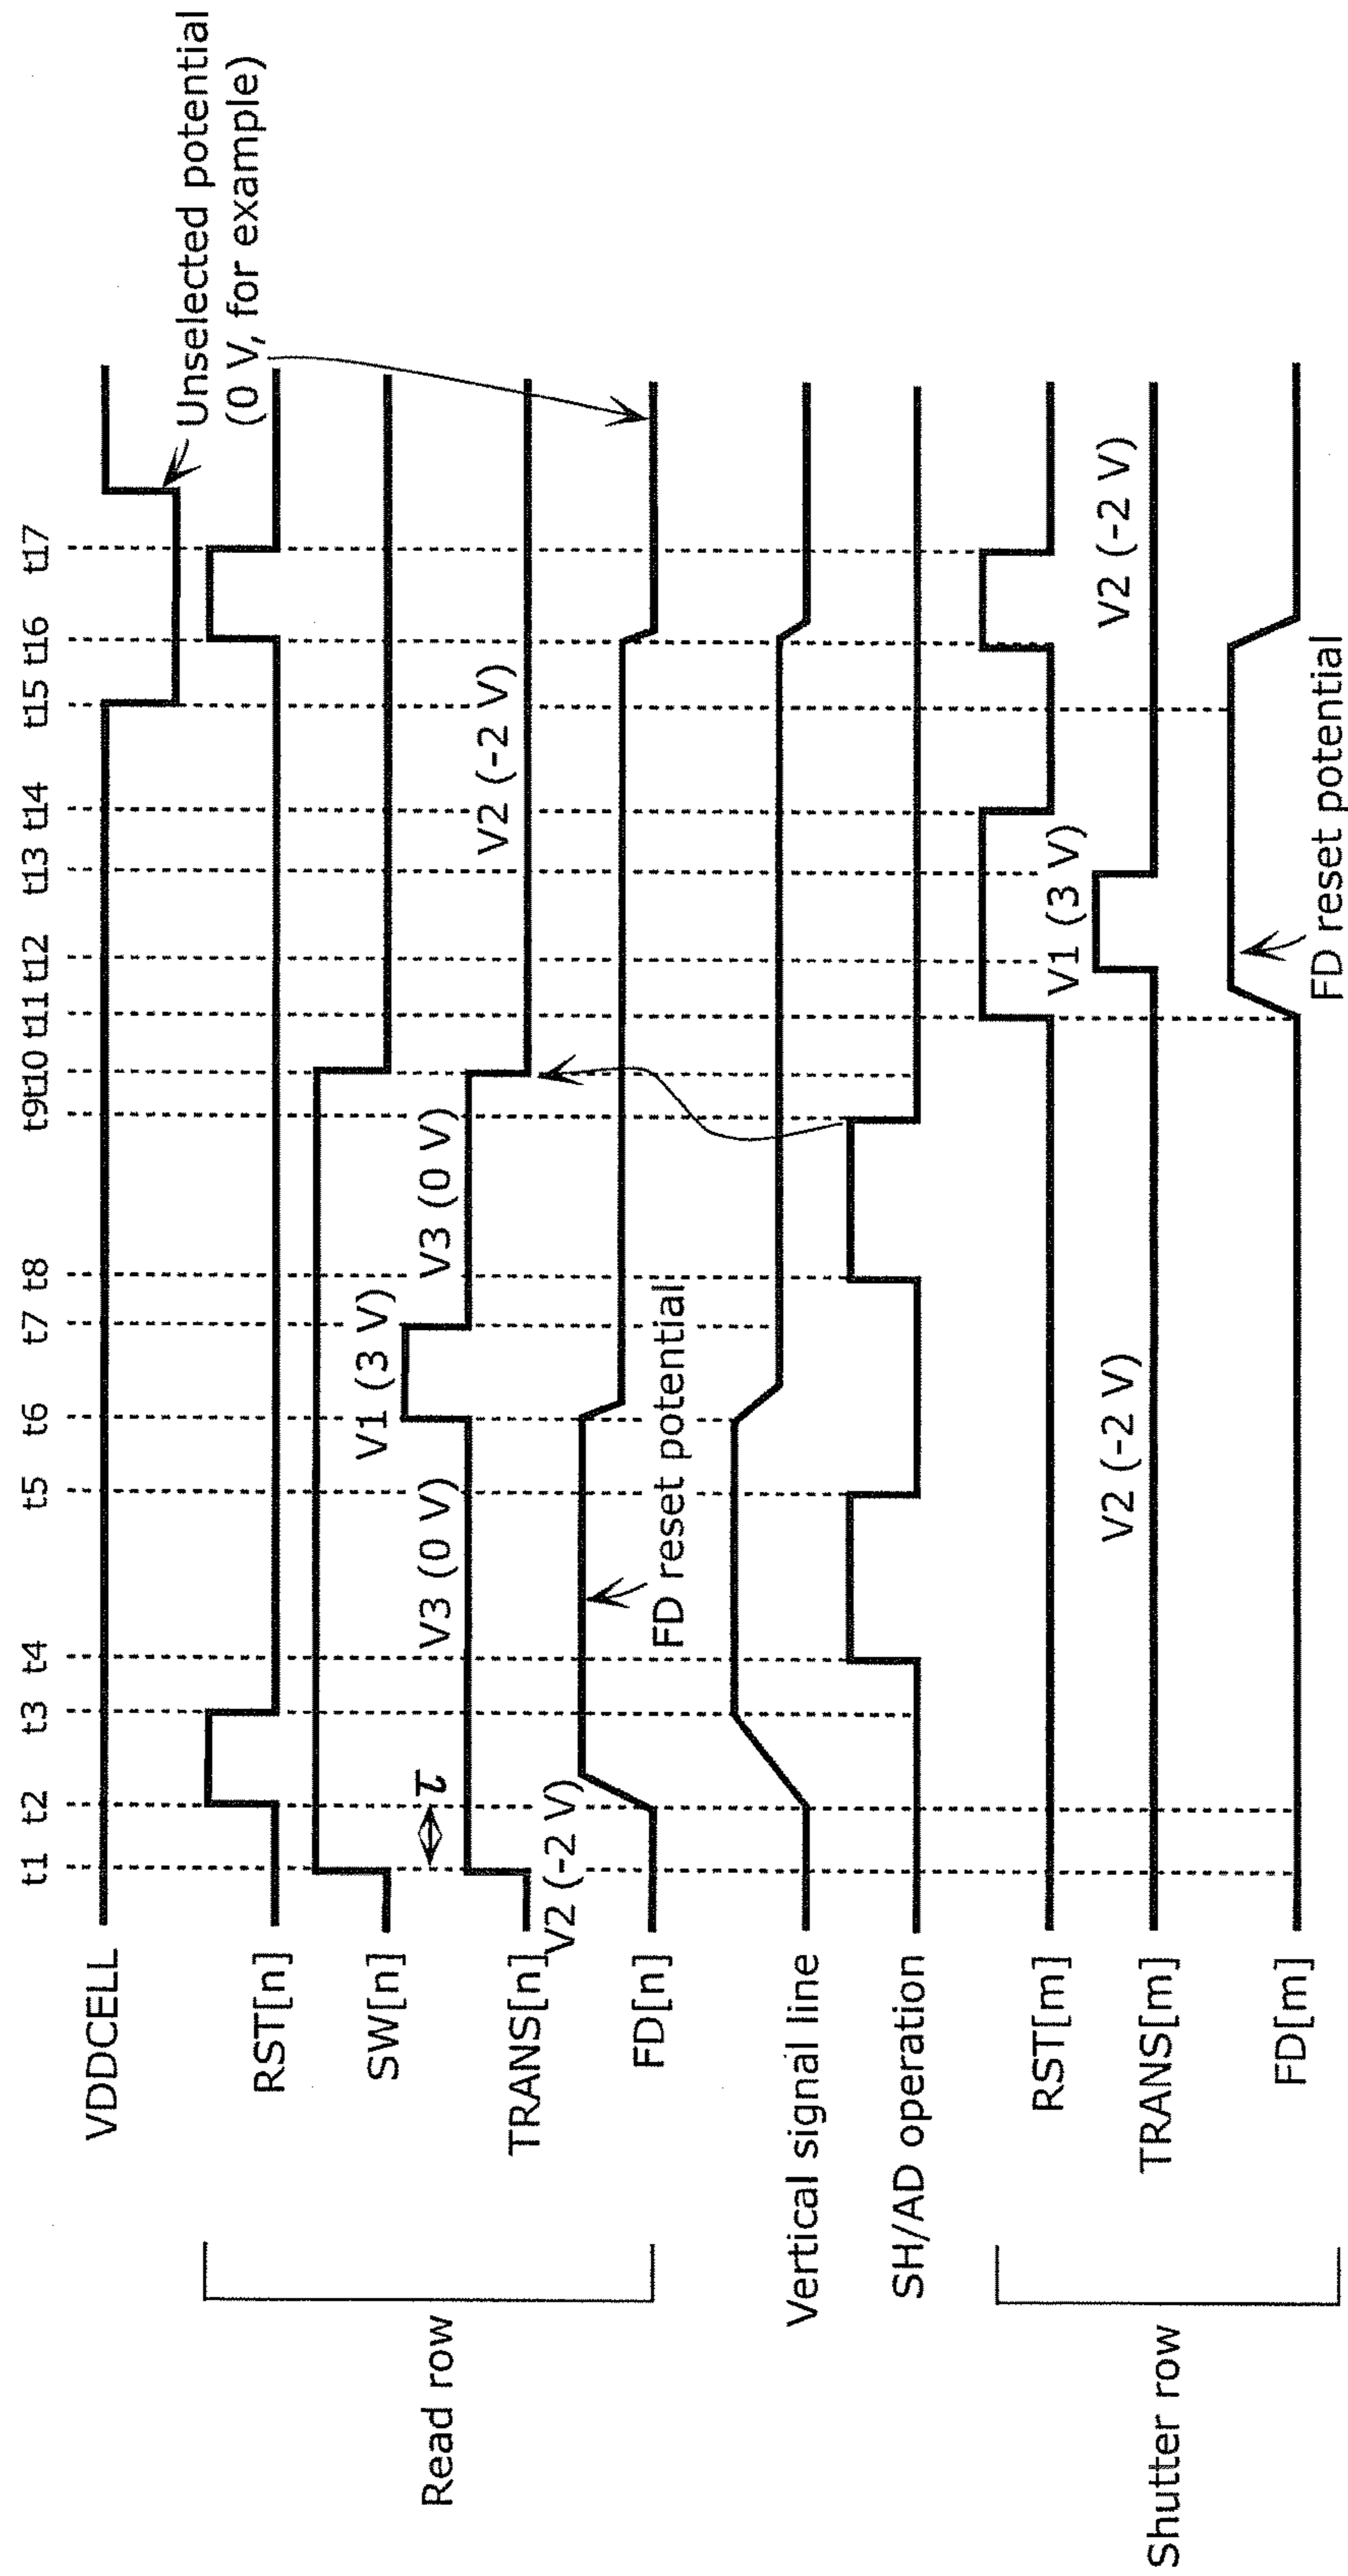 t1 t2 t3 t4 t5 t6 t7 t8 t9 t10 t11 t12 t13 t14 t15 t16 t17
VDDCELL
Unselected potential
(0 V, for example)
Read row
RST[n]
SW[n]
τ
V1 (3 V)
TRANS[n]
V3 (0 V)
V3 (0 V)
V2 (-2 V)
V2 (-2 V)
FD[n]
FD reset potential
Vertical signal line
SH/AD operation
Shutter row
RST[m]
V1 (3 V)
TRANS[m]
V2 (-2 V)
V2 (-2 V)
FD[m]
FD reset potential